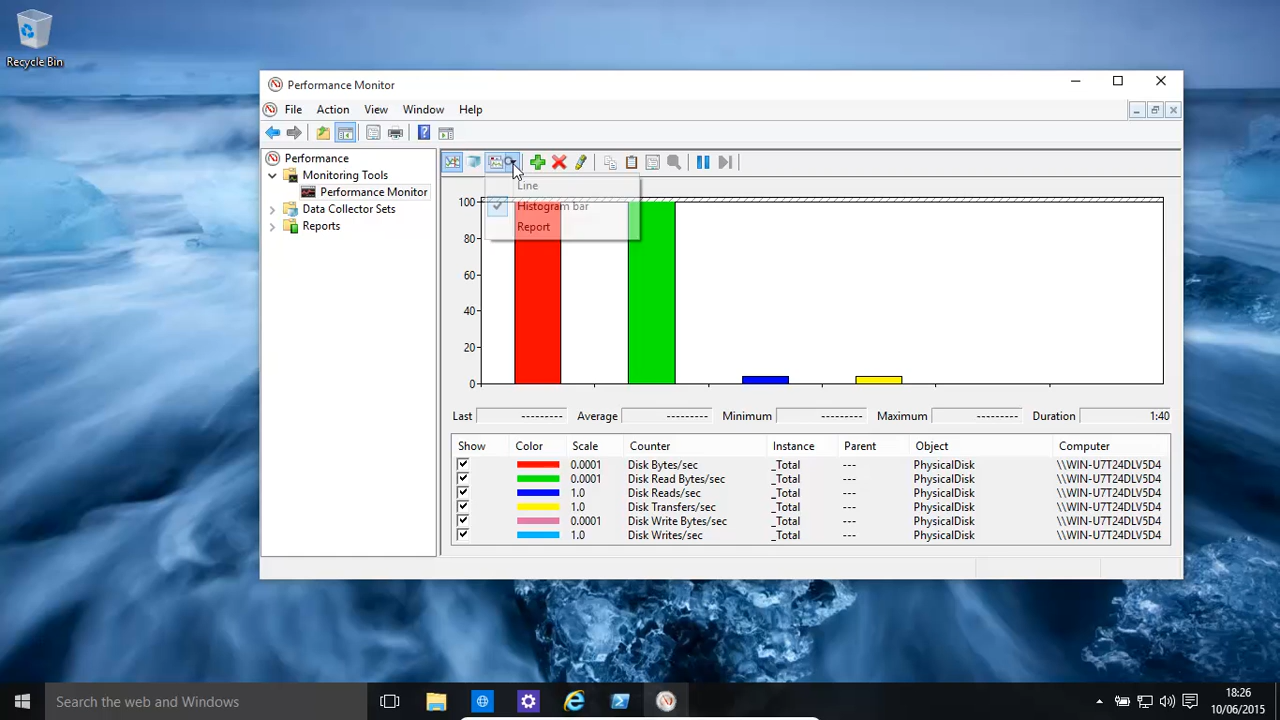 Recycle Bin
Performance Monitor
File Action View Window Help
Performance
Monitoring Tools
Performance Monitor
Data Collector Sets
Reports
Line
Histogram bar
Report
100
80
60
40
20
0
Last --------- Average --------- Minimum --------- Maximum --------- Duration 1:40
Show Color Scale Counter Instance Parent Object Computer
0.0001 Disk Bytes/sec _Total --- PhysicalDisk \\WIN-U7T24DLV5D4
0.0001 Disk Read Bytes/sec _Total --- PhysicalDisk \\WIN-U7T24DLV5D4
1.0 Disk Reads/sec _Total --- PhysicalDisk \\WIN-U7T24DLV5D4
1.0 Disk Transfers/sec _Total --- PhysicalDisk \\WIN-U7T24DLV5D4
0.0001 Disk Write Bytes/sec _Total --- PhysicalDisk \\WIN-U7T24DLV5D4
1.0 Disk Writes/sec _Total --- PhysicalDisk \\WIN-U7T24DLV5D4
Search the web and Windows
18:26
10/06/2015